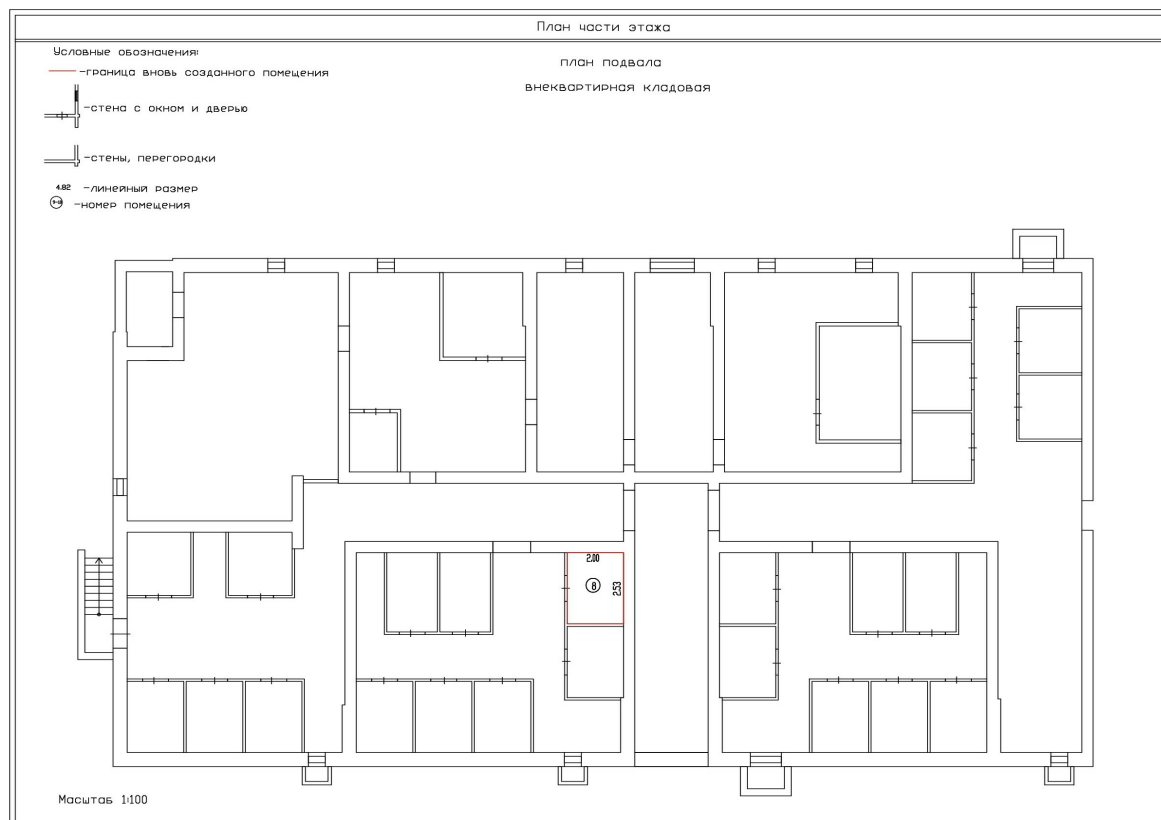 План части этажа
Условные обозначения:
-граница вновь созданного помещения
план подвала
внеквартирная кладовая
-стена с окном и дверью
-стены, перегородки
4.82 -линейный размер
-номер помещения
2.00
8
2.53
Масштаб 1:100